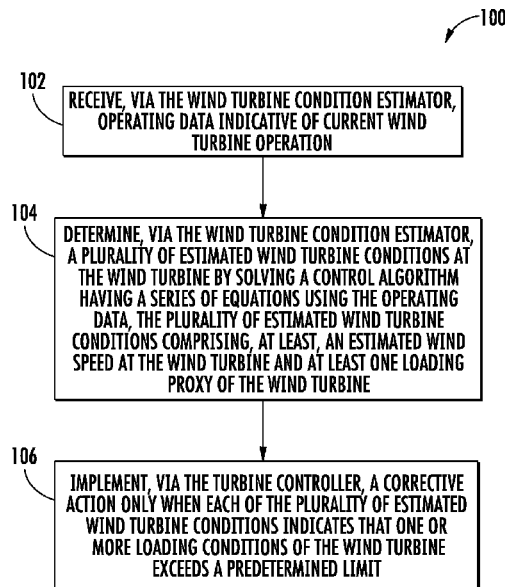 100
102
RECEIVE, VIA THE WIND TURBINE CONDITION ESTIMATOR,
OPERATING DATA INDICATIVE OF CURRENT WIND
TURBINE OPERATION
104
DETERMINE, VIA THE WIND TURBINE CONDITION ESTIMATOR,
A PLURALITY OF ESTIMATED WIND TURBINE CONDITIONS AT
THE WIND TURBINE BY SOLVING A CONTROL ALGORITHM
HAVING A SERIES OF EQUATIONS USING THE OPERATING
DATA, THE PLURALITY OF ESTIMATED WIND TURBINE
CONDITIONS COMPRISING, AT LEAST, AN ESTIMATED WIND
SPEED AT THE WIND TURBINE AND AT LEAST ONE LOADING
PROXY OF THE WIND TURBINE
106
IMPLEMENT, VIA THE TURBINE CONTROLLER, A CORRECTIVE
ACTION ONLY WHEN EACH OF THE PLURALITY OF ESTIMATED
WIND TURBINE CONDITIONS INDICATES THAT ONE OR
MORE LOADING CONDITIONS OF THE WIND TURBINE
EXCEEDS A PREDETERMINED LIMIT